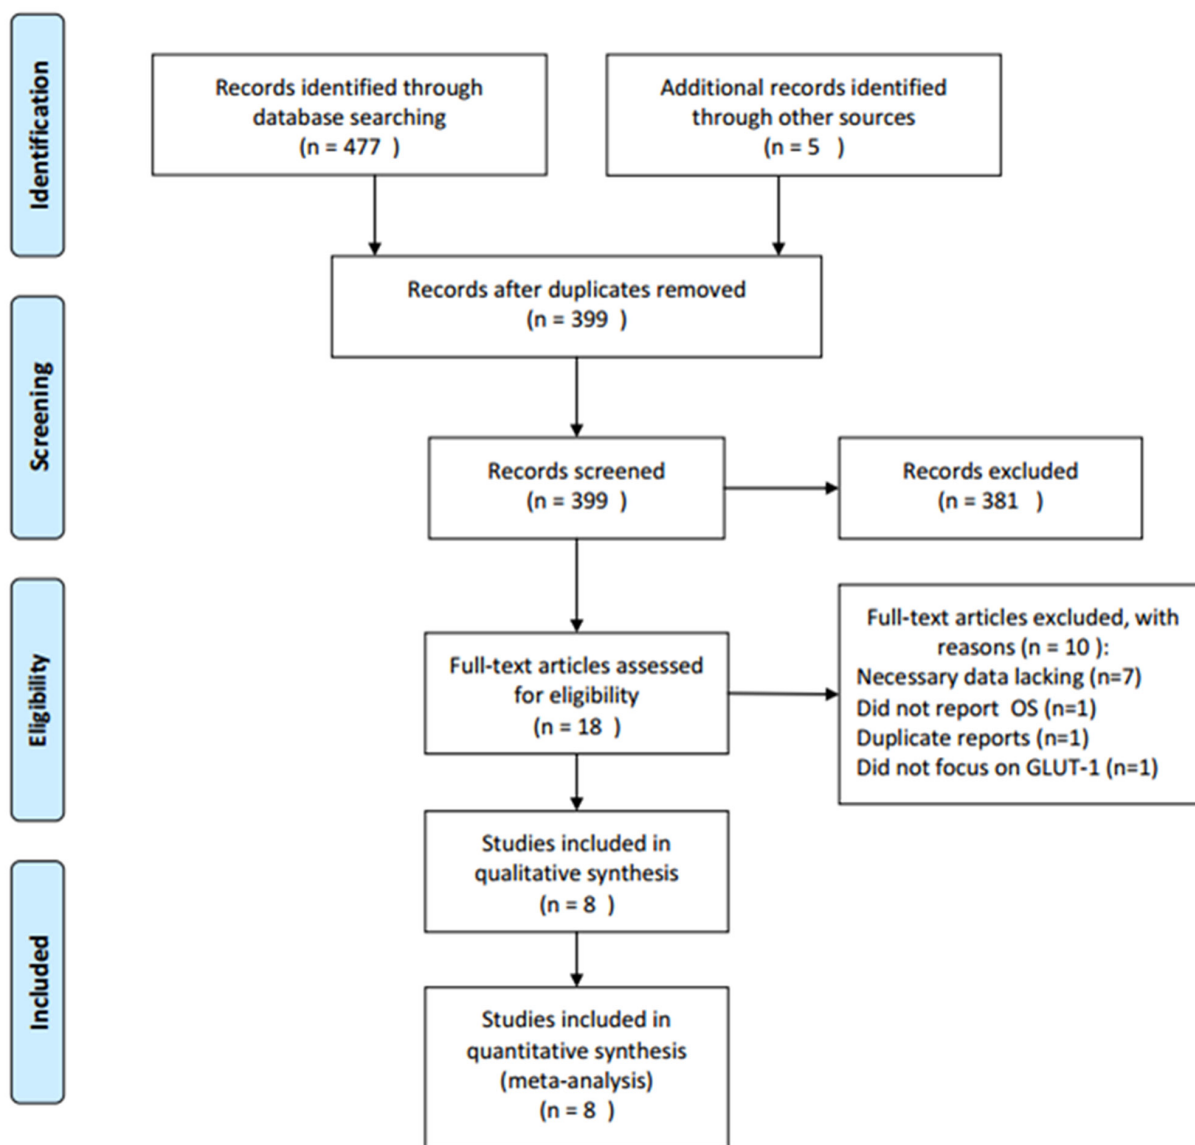 Identification
Records identified through
database searching
(n = 477 )
Additional records identified
through other sources
(n = 5 )
Records after duplicates removed
(n = 399 )
Screening
Records screened
(n = 399 )
Records excluded
(n = 381 )
Eligibility
Full-text articles assessed
for eligibility
(n = 18 )
Full-text articles excluded, with
reasons (n = 10 ):
Necessary data lacking (n=7)
Did not report OS (n=1)
Duplicate reports (n=1)
Did not focus on GLUT-1 (n=1)
Studies included in
qualitative synthesis
(n = 8 )
Included
Studies included in
quantitative synthesis
(meta-analysis)
(n = 8 )